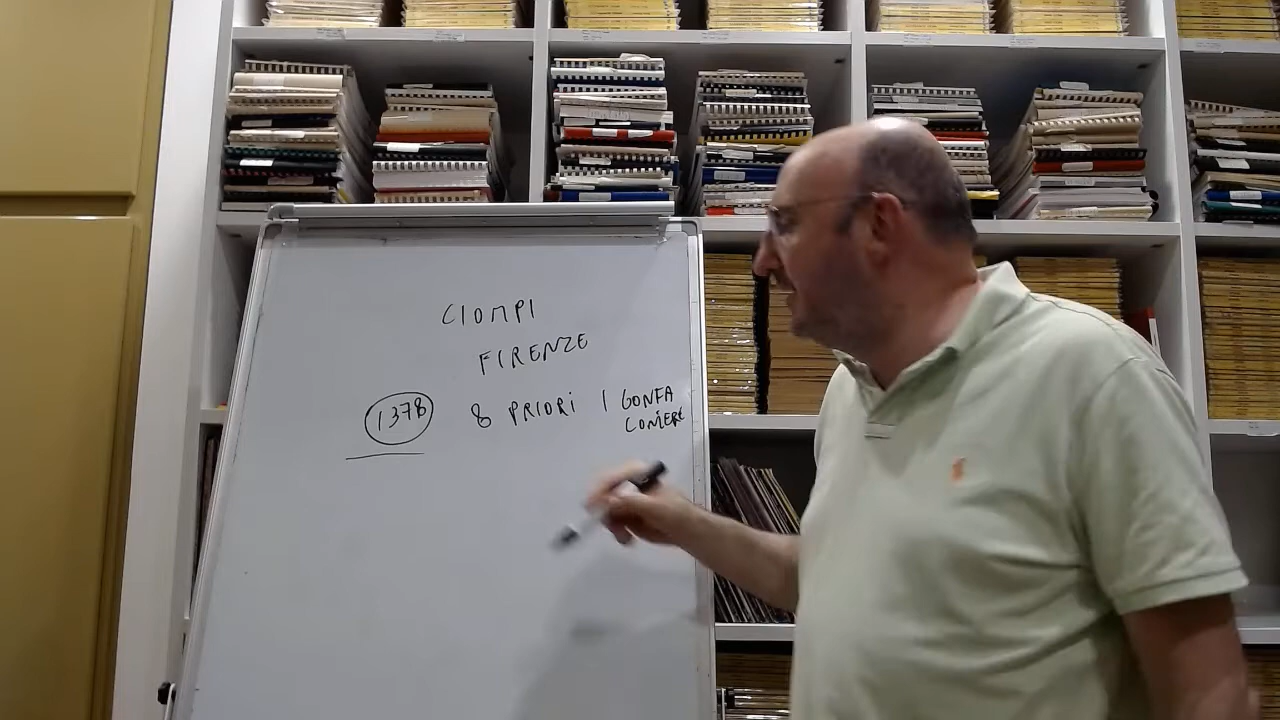 CIOMPI
FIRENZE
1378 8 PRIORI 1 GONFA
LONIERE